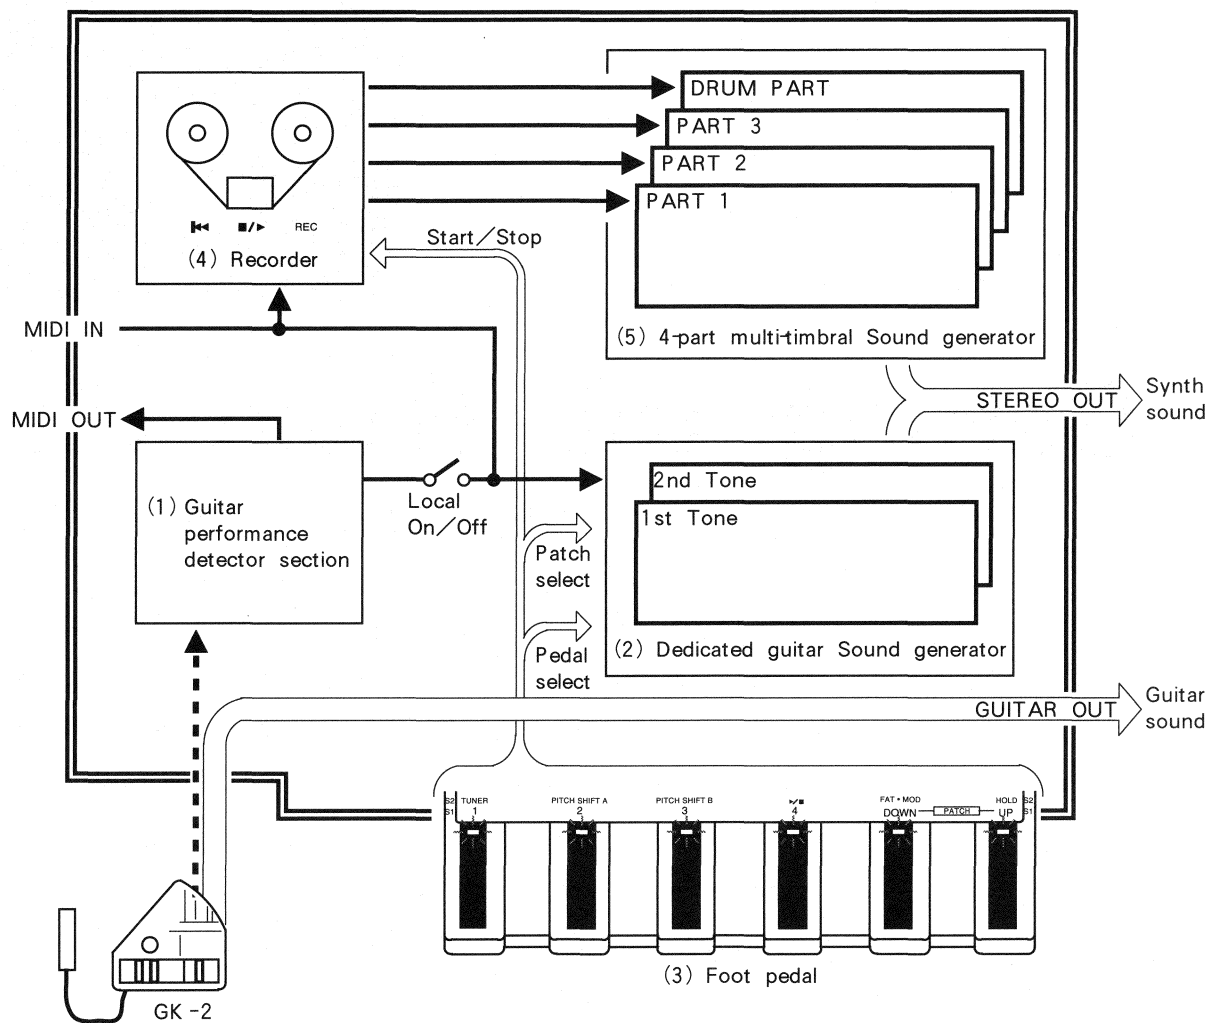 DRUM PART
PART 3
PART 2
PART 1
REC
(4) Recorder
Start/Stop
(5) 4-part multi-timbral Sound generator
MIDI IN
MIDI OUT
STEREO OUT
Synth
sound
(1) Guitar
performance
detector section
Local
On/Off
2nd Tone
1st Tone
Patch
select
(2) Dedicated guitar Sound generator
Pedal
select
GUITAR OUT
Guitar
sound
S2 TUNER PITCH SHIFT A PITCH SHIFT B FAT•MOD HOLD S2
S1 1 2 3 4 DOWN PATCH UP S1
(3) Foot pedal
GK-2